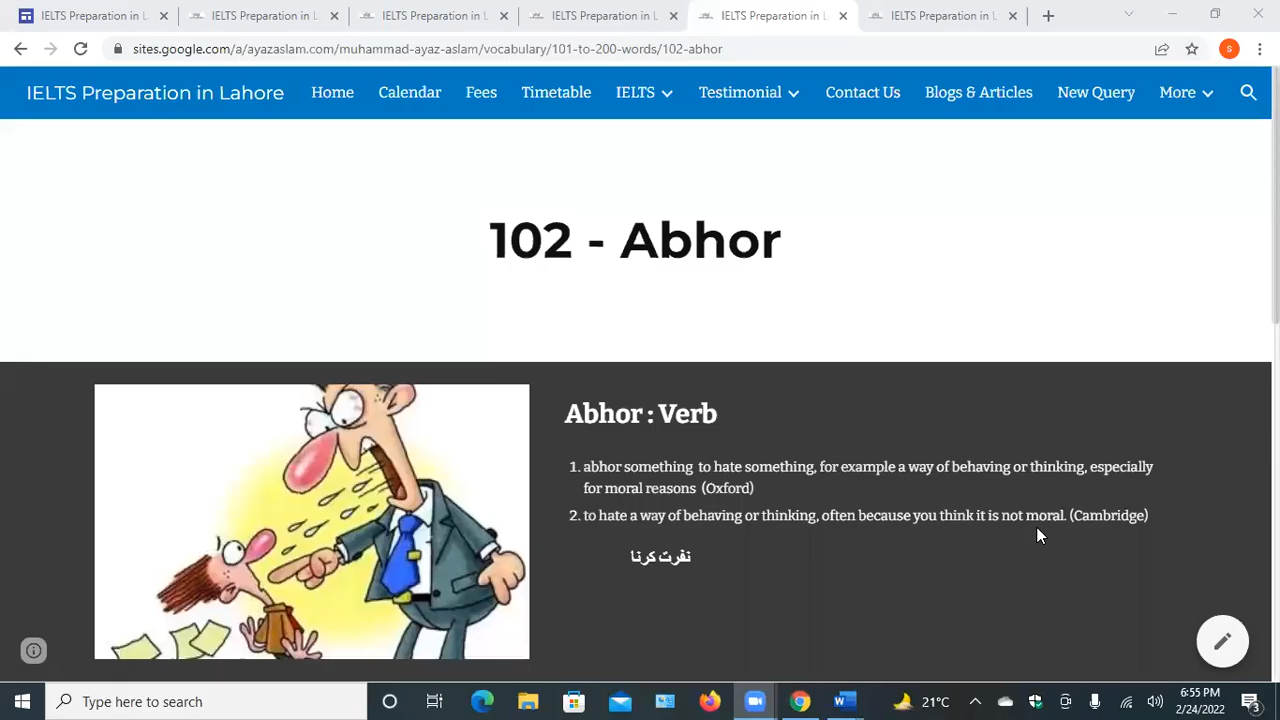 IELTS Preparation in L
IELTS Preparation in L
IELTS Preparation in L
IELTS Preparation in L
IELTS Preparation in L
IELTS Preparation in L
sites.google.com/a/ayazaslam.com/muhammad-ayaz-aslam/vocabulary/101-to-200-words/102-abhor
S
IELTS Preparation in Lahore Home Calendar Fees Timetable IELTS Testimonial Contact Us Blogs & Articles New Query More
102 - Abhor
Abhor : Verb
1. abhor something to hate something, for example a way of behaving or thinking, especially
for moral reasons (Oxford)
2. to hate a way of behaving or thinking, often because you think it is not moral. (Cambridge)
نفرت کرنا
Type here to search
21°C
6:55 PM
2/24/2022
3